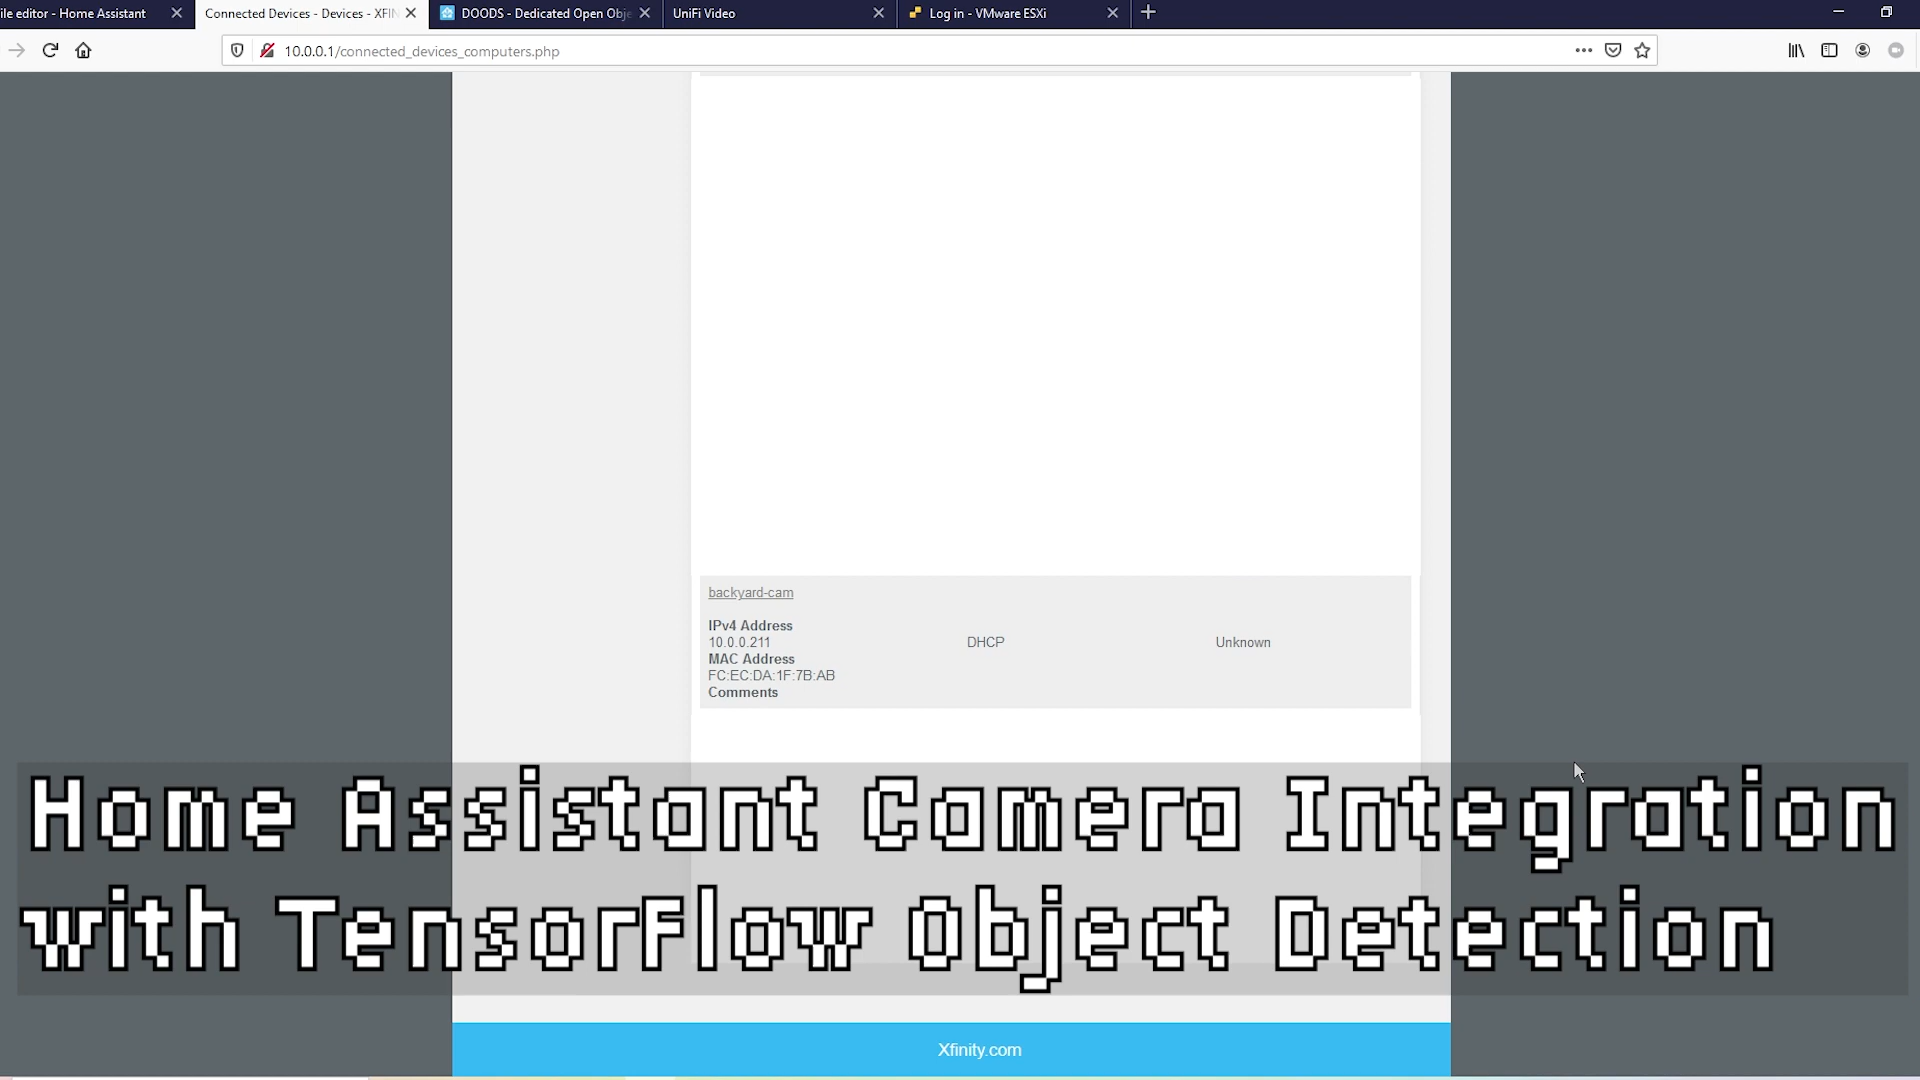 ile editor - Home Assistant
Connected Devices - Devices - XFIN
DOODS - Dedicated Open Obje
UniFi Video
Log in - VMware ESXi
10.0.0.1/connected_devices_computers.php
backyard-cam
IPv4 Address
10.0.0.211 DHCP Unknown
MAC Address
FC:EC:DA:1F:7B:AB
Comments
Home Assistant Camera Integration
with TensorFlow Object Detection
Xfinity.com